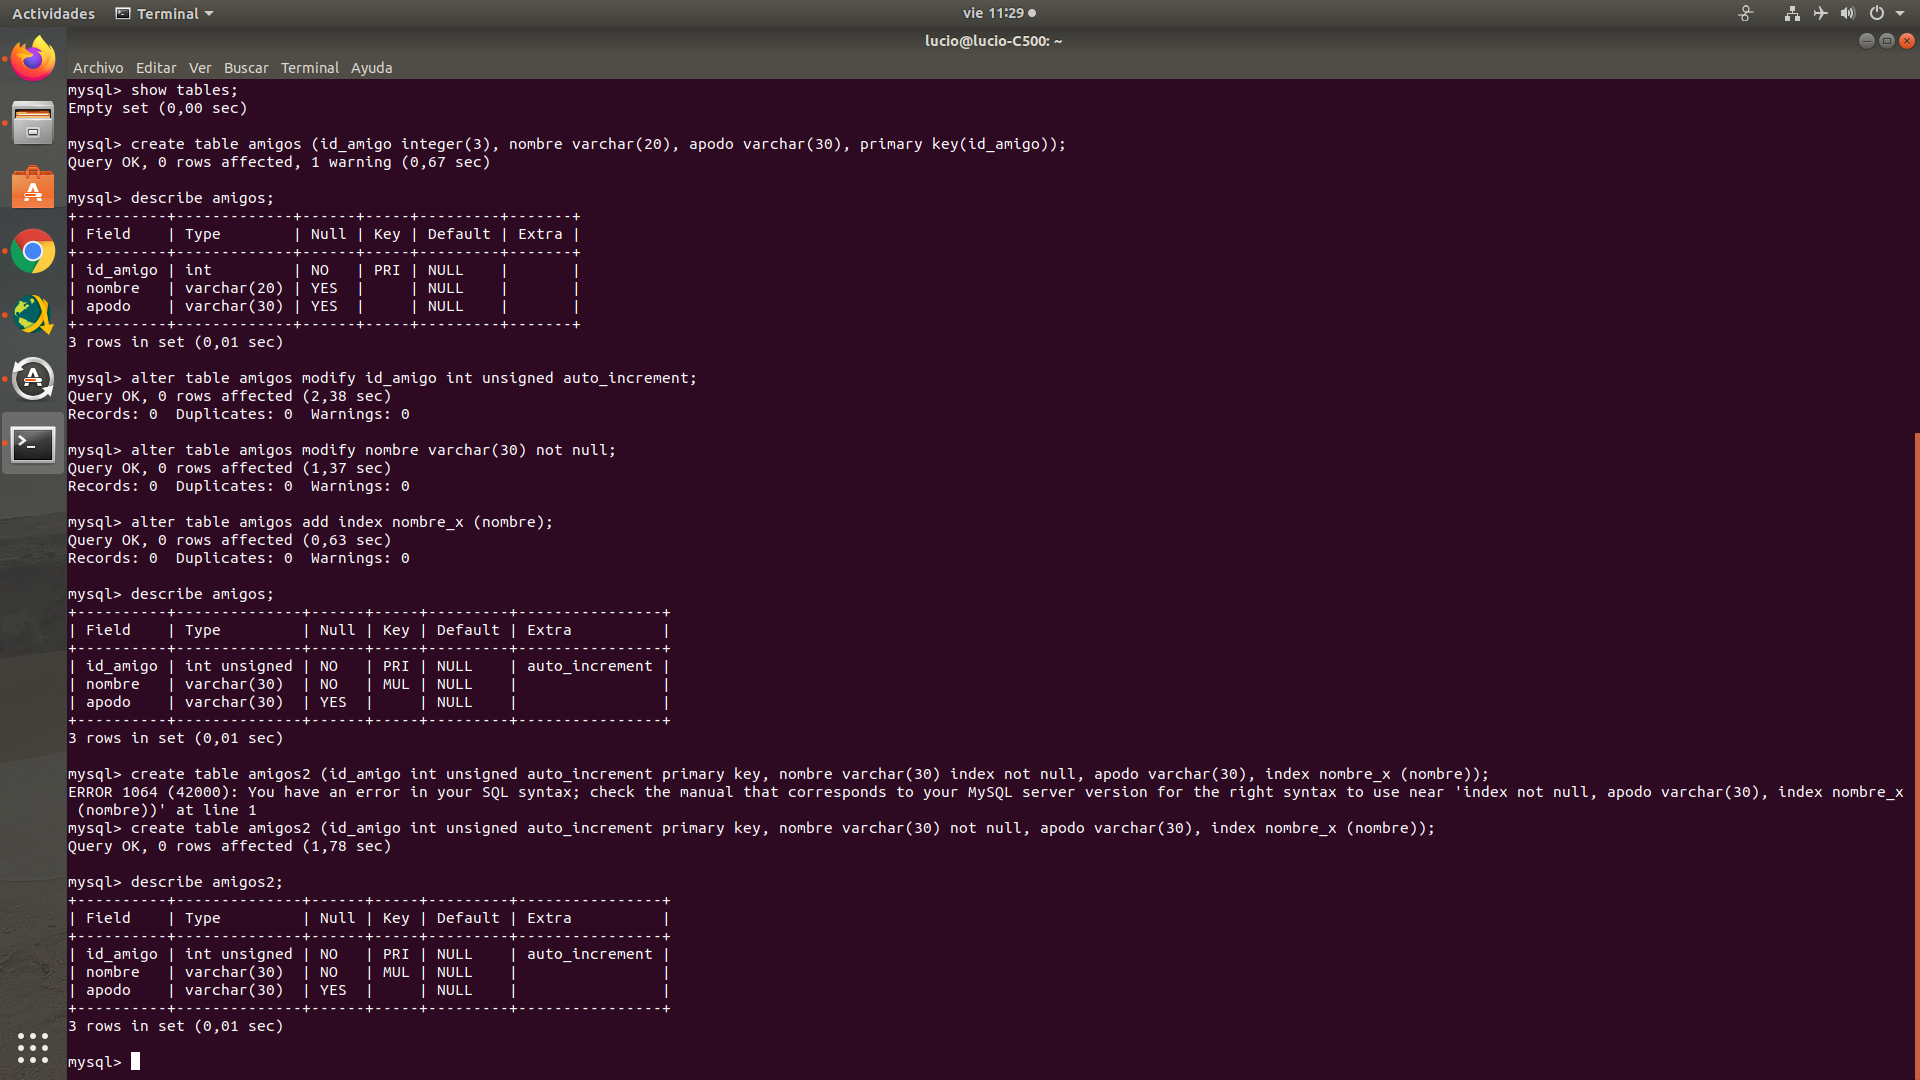 Actividades Terminal vie 11:29
lucio@lucio-C500: ~
Archivo Editar Ver Buscar Terminal Ayuda
mysql> show tables;
Empty set (0,00 sec)
mysql> create table amigos (id_amigo integer(3), nombre varchar(20), apodo varchar(30), primary key(id_amigo));
Query OK, 0 rows affected, 1 warning (0,67 sec)
mysql> describe amigos;
+----------+-------------+------+-----+---------+-------+
| Field    | Type        | Null | Key | Default | Extra |
+----------+-------------+------+-----+---------+-------+
| id_amigo | int         | NO   | PRI | NULL    |       |
| nombre   | varchar(20) | YES  |     | NULL    |       |
| apodo    | varchar(30) | YES  |     | NULL    |       |
+----------+-------------+------+-----+---------+-------+
3 rows in set (0,01 sec)
mysql> alter table amigos modify id_amigo int unsigned auto_increment;
Query OK, 0 rows affected (2,38 sec)
Records: 0  Duplicates: 0  Warnings: 0
mysql> alter table amigos modify nombre varchar(30) not null;
Query OK, 0 rows affected (1,37 sec)
Records: 0  Duplicates: 0  Warnings: 0
mysql> alter table amigos add index nombre_x (nombre);
Query OK, 0 rows affected (0,63 sec)
Records: 0  Duplicates: 0  Warnings: 0
mysql> describe amigos;
+----------+--------------+------+-----+---------+----------------+
| Field    | Type         | Null | Key | Default | Extra          |
+----------+--------------+------+-----+---------+----------------+
| id_amigo | int unsigned | NO   | PRI | NULL    | auto_increment |
| nombre   | varchar(30)  | NO   | MUL | NULL    |                |
| apodo    | varchar(30)  | YES  |     | NULL    |                |
+----------+--------------+------+-----+---------+----------------+
3 rows in set (0,01 sec)
mysql> create table amigos2 (id_amigo int unsigned auto_increment primary key, nombre varchar(30) index not null, apodo varchar(30), index nombre_x (nombre));
ERROR 1064 (42000): You have an error in your SQL syntax; check the manual that corresponds to your MySQL server version for the right syntax to use near 'index not null, apodo varchar(30), index nombre_x
 (nombre))' at line 1
mysql> create table amigos2 (id_amigo int unsigned auto_increment primary key, nombre varchar(30) not null, apodo varchar(30), index nombre_x (nombre));
Query OK, 0 rows affected (1,78 sec)
mysql> describe amigos2;
+----------+--------------+------+-----+---------+----------------+
| Field    | Type         | Null | Key | Default | Extra          |
+----------+--------------+------+-----+---------+----------------+
| id_amigo | int unsigned | NO   | PRI | NULL    | auto_increment |
| nombre   | varchar(30)  | NO   | MUL | NULL    |                |
| apodo    | varchar(30)  | YES  |     | NULL    |                |
+----------+--------------+------+-----+---------+----------------+
3 rows in set (0,01 sec)
mysql>